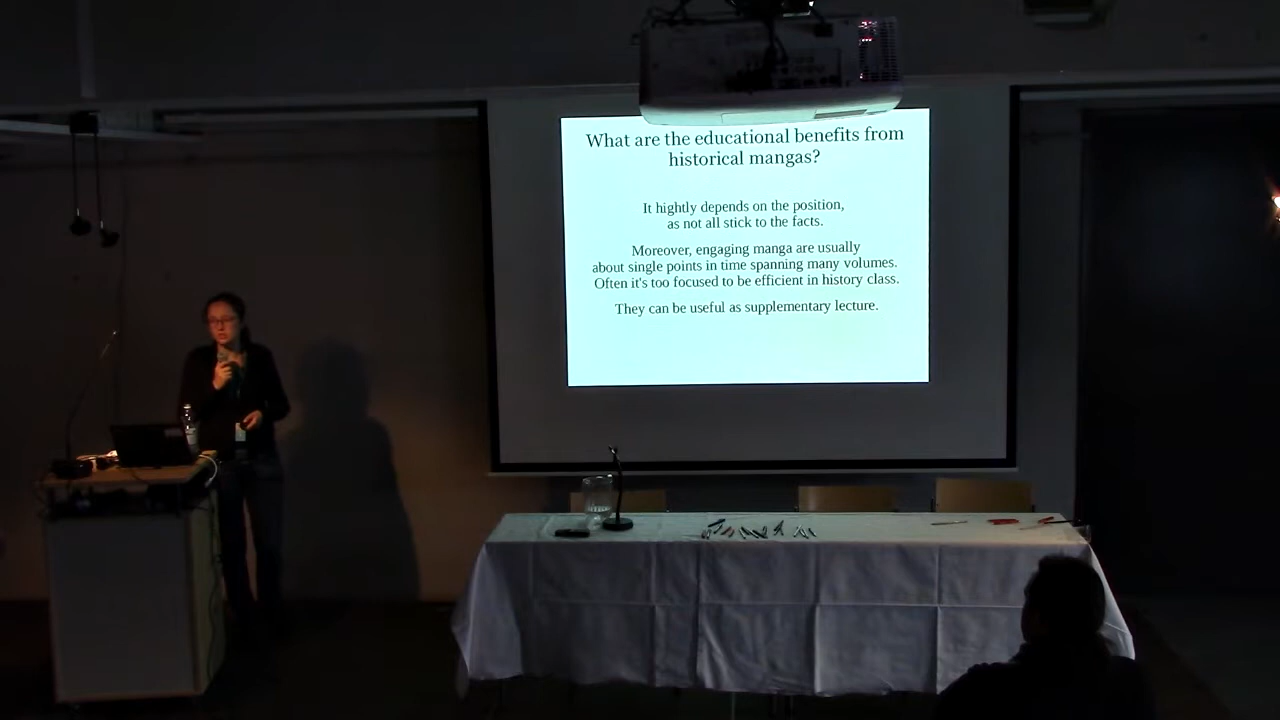 What are the educational benefits from
historical mangas?
It hightly depends on the position,
as not all stick to the facts.
Moreover, engaging manga are usually
about single points in time spanning many volumes.
Often it's too focused to be efficient in history class.
They can be useful as supplementary lecture.